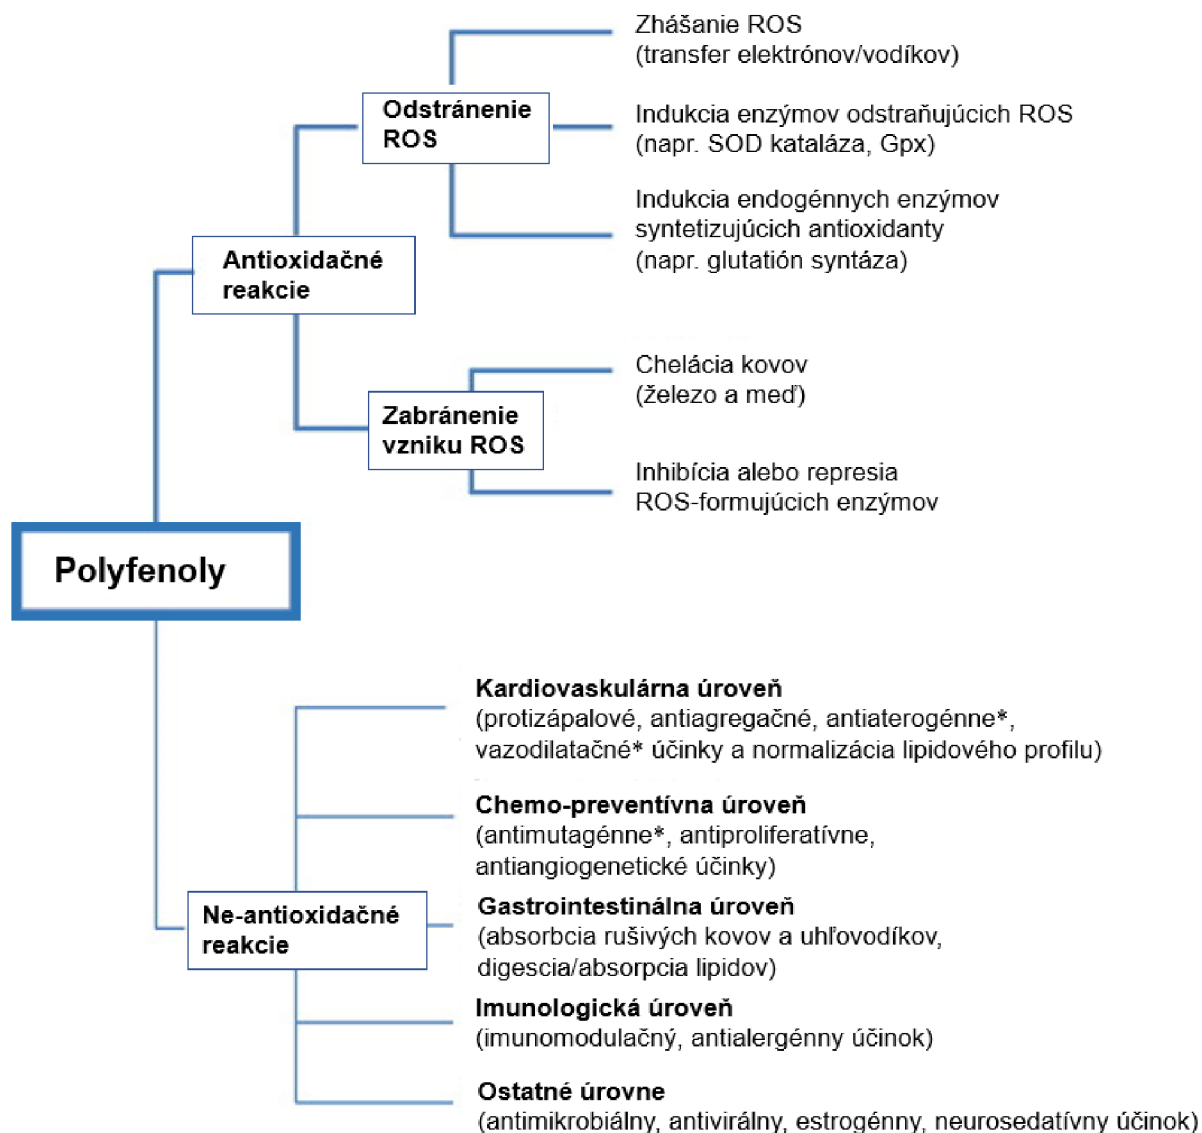 Zhášanie ROS
(transfer elektrónov/vodíkov)
Odstránenie
ROS
Indukcia enzýmov odstraňujúcich ROS
(napr. SOD kataláza, Gpx)
Indukcia endogénnych enzýmov
syntetizujúcich antioxidanty
(napr. glutatión syntáza)
Antioxidačné
reakcie
Chelácia kovov
(železo a meď)
Zabránenie
vzniku ROS
Inhibícia alebo represia
ROS-formujúcich enzýmov
Polyfenoly
Kardiovaskulárna úroveň
(protizápalové, antiagregačné, antiaterogénne*,
vazodilatačné* účinky a normalizácia lipidového profilu)
Chemo-preventívna úroveň
(antimutagénne*, antiproliferatívne,
antiangiogenetické účinky)
Ne-antioxidačné
reakcie
Gastrointestinálna úroveň
(absorbcia rušivých kovov a uhľovodíkov,
digescia/absorpcia lipidov)
Imunologická úroveň
(imunomodulačný, antialergénny účinok)
Ostatné úrovne
(antimikrobiálny, antivirálny, estrogénny, neurosedatívny účinok)